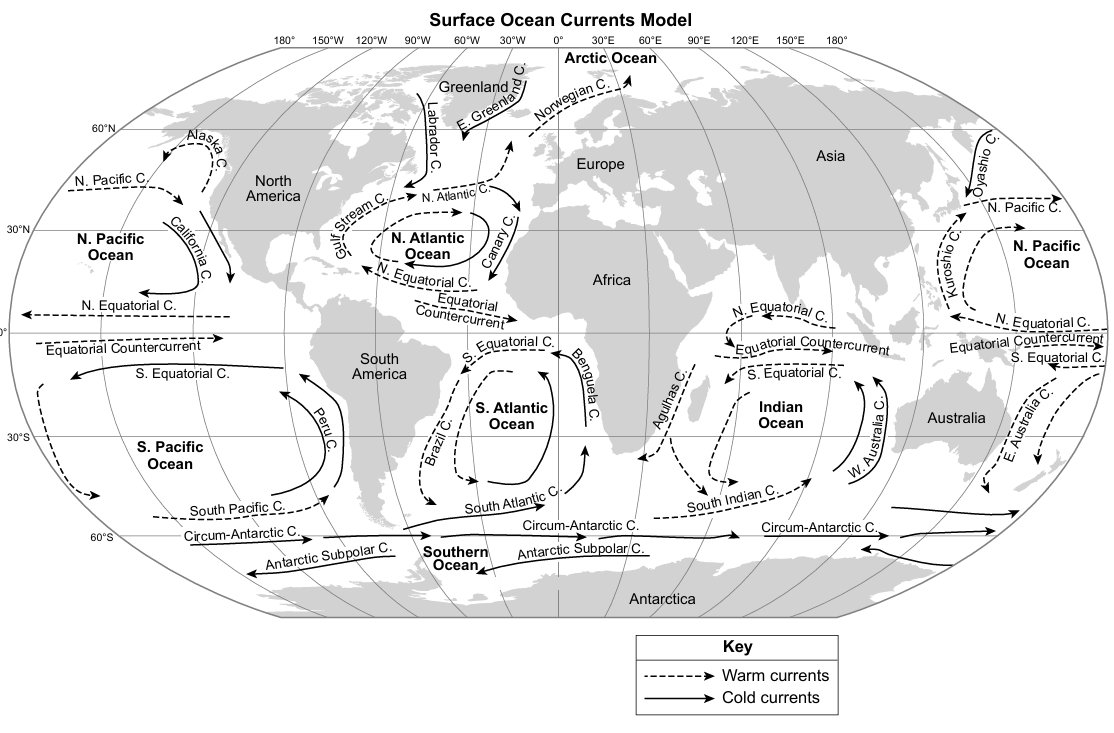 Surface Ocean Currents Model
180° 150°W 120°W 90°W 60°W 30°W 0° 30°E 60°E 90°E 120°E 150°E 180°
Arctic Ocean
Greenland
E. Greenland C.
Norwegian C.
Labrador C.
60°N
Alaska C.
Europe
Asia
Oyashio C.
N. Pacific C.
North
America
N. Atlantic C.
N. Pacific C.
Gulf Stream C.
30°N
California C.
N. Pacific
Ocean
N. Atlantic
Ocean
Canary C.
Kuroshio C.
N. Pacific
Ocean
Africa
N. Equatorial C.
N. Equatorial C.
Equatorial
Countercurrent
N. Equatorial C.
N. Equatorial C.
0°
Equatorial Countercurrent
S. Equatorial C.
Equatorial Countercurrent
Equatorial Countercurrent
S. Equatorial C.
South
America
S. Equatorial C.
S. Equatorial C.
Benguela C.
Agulhas C.
Peru C.
Brazil C.
S. Atlantic
Ocean
Indian
Ocean
W. Australia C.
Australia
E. Australia C.
30°S
S. Pacific
Ocean
South Pacific C.
South Atlantic C.
South Indian C.
60°S
Circum-Antarctic C.
Circum-Antarctic C.
Circum-Antarctic C.
Antarctic Subpolar C.
Southern
Ocean
Antarctic Subpolar C.
Antarctica
Key
Warm currents
Cold currents